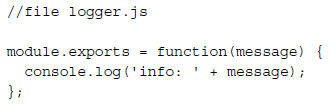 //file logger.js
module.exports = function(message) {
  console.log('info: ' + message);
};